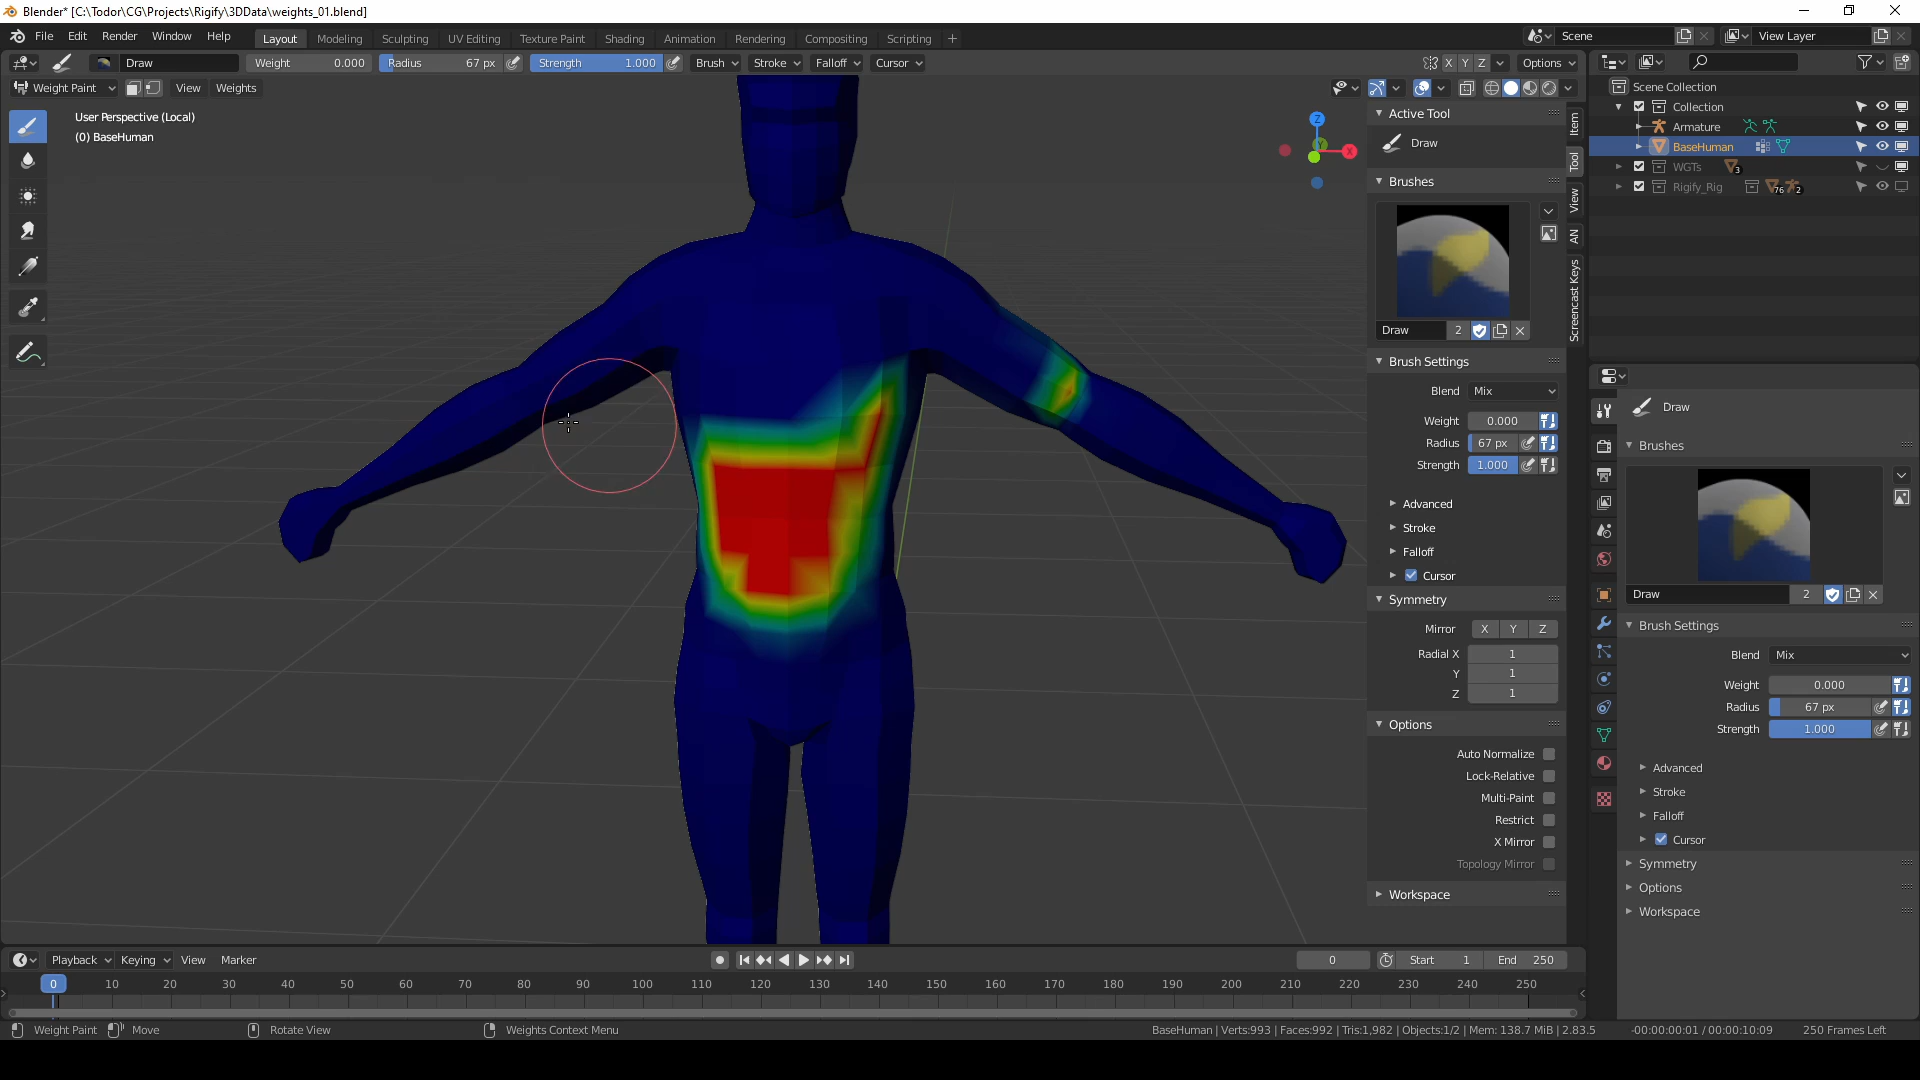 Blender* [C:\Todor\CG\Projects\Rigify\3DData\weights_01.blend]
File Edit Render Window Help Layout Modeling Sculpting UV Editing Texture Paint Shading Animation Rendering Compositing Scripting + Scene View Layer
Draw Weight 0.000 Radius 67 px Strength 1.000 Brush Stroke Falloff Cursor X Y Z Options
Weight Paint View Weights
User Perspective (Local)
(0) BaseHuman
Z
Y
X
Active Tool
Draw
Brushes
Draw 2
Brush Settings
Blend Mix
Weight 0.000
Radius 67 px
Strength 1.000
Advanced
Stroke
Falloff
Cursor
Symmetry
Mirror X Y Z
Radial X 1
Y 1
Z 1
Options
Auto Normalize
Lock-Relative
Multi-Paint
Restrict
X Mirror
Topology Mirror
Workspace
Item
Tool
View
AN
Screencast Keys
Scene Collection
Collection
Armature
BaseHuman
WGTs 3
Rigify_Rig 76 2
Draw
Brushes
Draw 2
Brush Settings
Blend Mix
Weight 0.000
Radius 67 px
Strength 1.000
Advanced
Stroke
Falloff
Cursor
Symmetry
Options
Workspace
Playback Keying View Marker 0 Start 1 End 250
0 10 20 30 40 50 60 70 80 90 100 110 120 130 140 150 160 170 180 190 200 210 220 230 240 250
Weight Paint Move Rotate View Weights Context Menu BaseHuman | Verts:993 | Faces:992 | Tris:1,982 | Objects:1/2 | Mem: 138.7 MiB | 2.83.5 -00:00:00:01 / 00:00:10:09 250 Frames Left